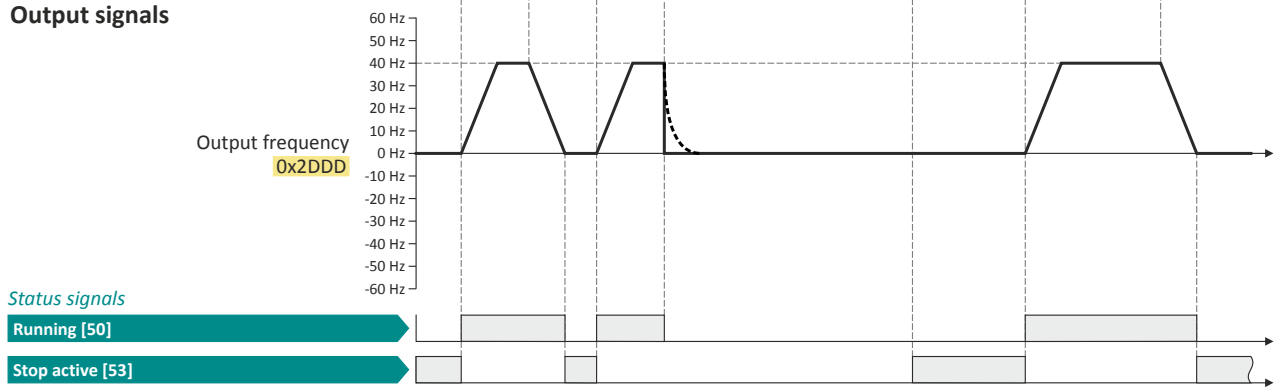 Output signals
60 Hz
50 Hz
40 Hz
30 Hz
20 Hz
10 Hz
0 Hz
-10 Hz
-20 Hz
-30 Hz
-40 Hz
-50 Hz
-60 Hz
Output frequency
0x2DDD
Status signals
Running [50]
Stop active [53]